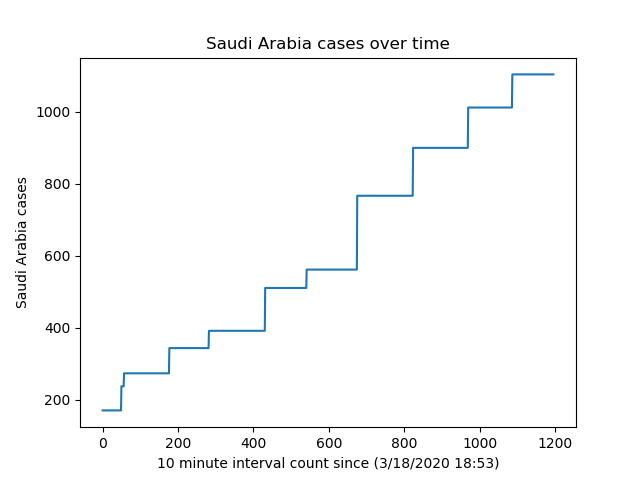 Saudi Arabia cases over time
Saudi Arabia cases
1000
800
600
400
200
0 200 400 600 800 1000 1200
10 minute interval count since (3/18/2020 18:53)